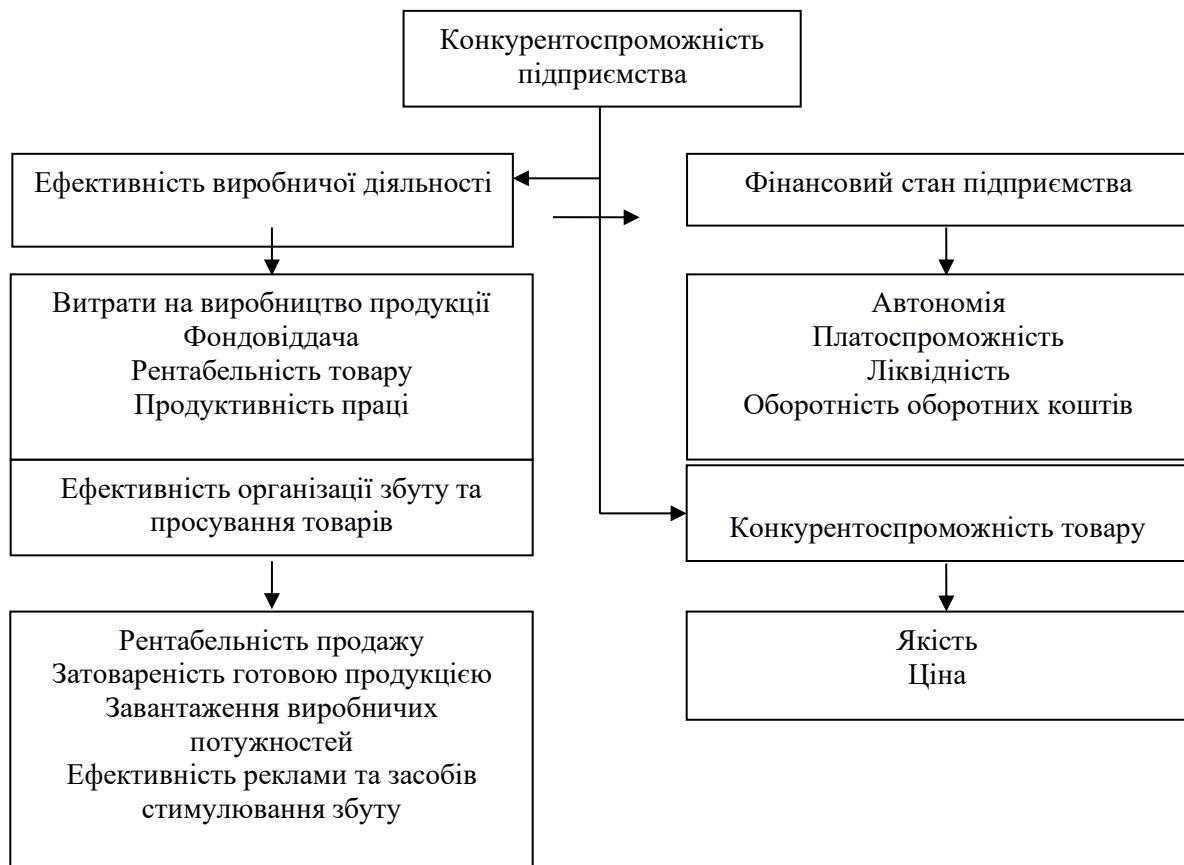 Конкурентоспроможність
підприємства
Ефективність виробничої діяльності
Фінансовий стан підприємства
Витрати на виробництво продукції
Фондовіддача
Рентабельність товару
Продуктивність праці
Автономія
Платоспроможність
Ліквідність
Оборотність оборотних коштів
Ефективність організації збуту та
просування товарів
Конкурентоспроможність товару
Рентабельність продажу
Затовареність готовою продукцією
Завантаження виробничих
потужностей
Ефективність реклами та засобів
стимулювання збуту
Якість
Ціна